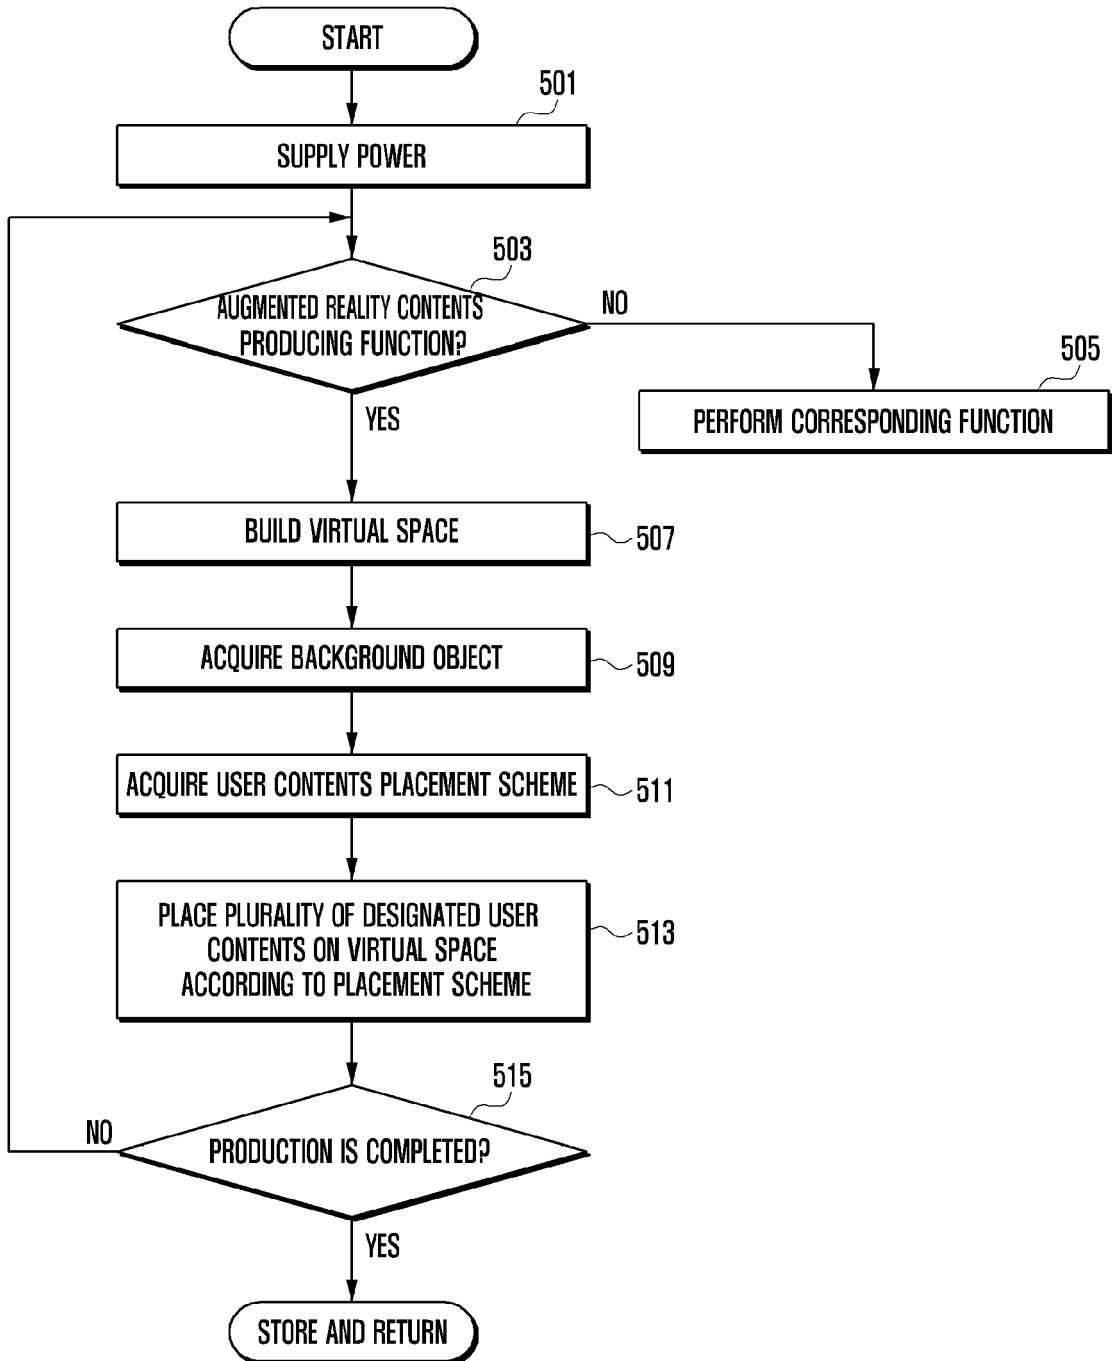 START
501
SUPPLY POWER
503
AUGMENTED REALITY CONTENTS
PRODUCING FUNCTION?
NO
505
PERFORM CORRESPONDING FUNCTION
YES
BUILD VIRTUAL SPACE
507
ACQUIRE BACKGROUND OBJECT
509
ACQUIRE USER CONTENTS PLACEMENT SCHEME
511
PLACE PLURALITY OF DESIGNATED USER
CONTENTS ON VIRTUAL SPACE
ACCORDING TO PLACEMENT SCHEME
513
515
NO
PRODUCTION IS COMPLETED?
YES
STORE AND RETURN